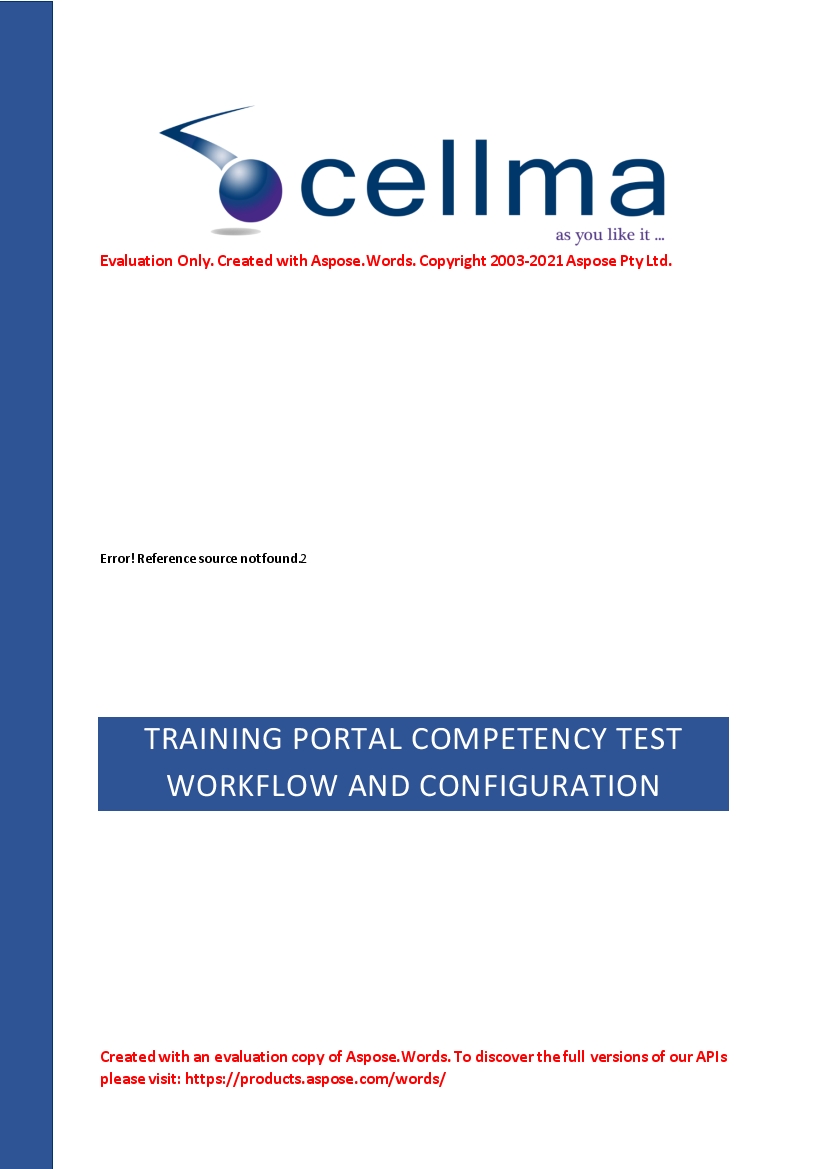 cellma
as you like it ...
Evaluation Only. Created with Aspose.Words. Copyright 2003-2021 Aspose Pty Ltd.
Error! Reference source not found.2
TRAINING PORTAL COMPETENCY TEST
WORKFLOW AND CONFIGURATION
Created with an evaluation copy of Aspose.Words. To discover the full versions of our APIs
please visit: https://products.aspose.com/words/